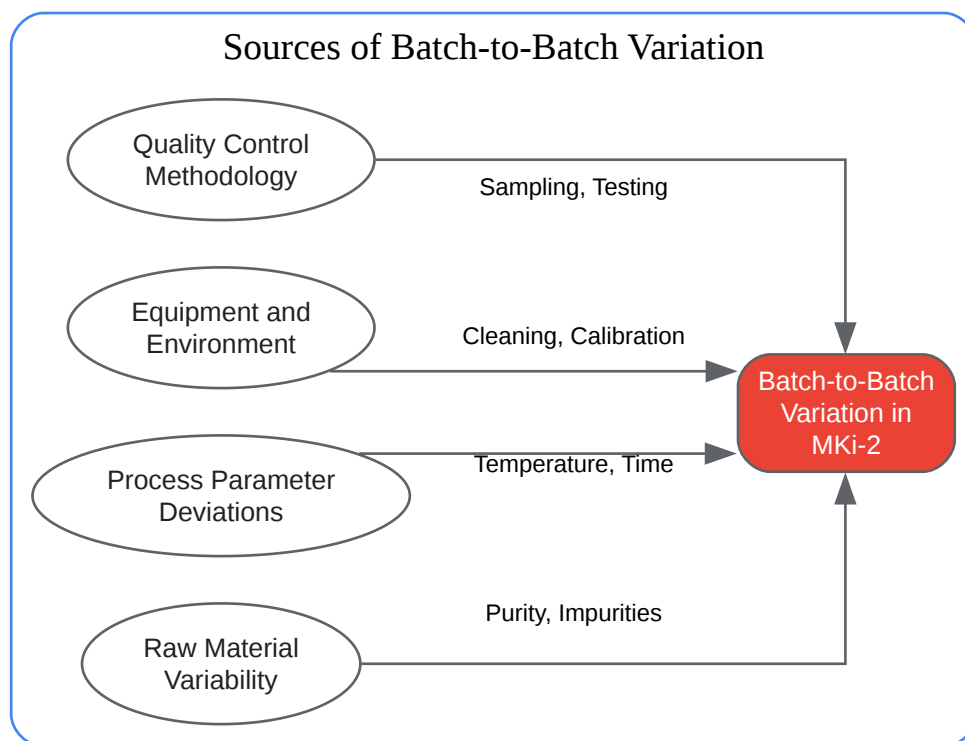 Sources of Batch-to-Batch Variation
Quality Control
Methodology
Sampling, Testing
Equipment and
Environment
Cleaning, Calibration
Batch-to-Batch
Variation in
MKi-2
Process Parameter
Deviations
Temperature, Time
Raw Material
Variability
Purity, Impurities